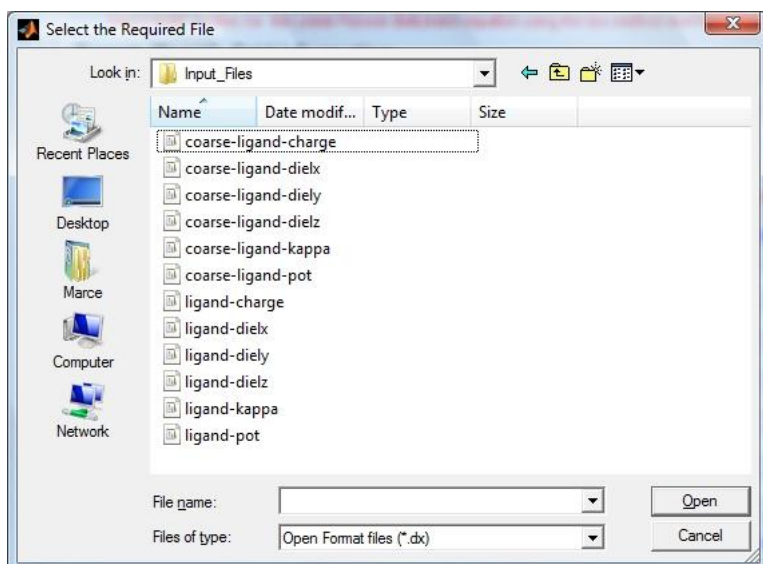 Select the Required File
Look in: Input_Files
Name Date modif... Type Size
coarse-ligand-charge
coarse-ligand-dielx
coarse-ligand-diely
coarse-ligand-dielz
coarse-ligand-kappa
coarse-ligand-pot
ligand-charge
ligand-dielx
ligand-diely
ligand-dielz
ligand-kappa
ligand-pot
Recent Places
Desktop
Marce
Computer
Network
File name:
Open
Files of type: Open Format files (*.dx)
Cancel